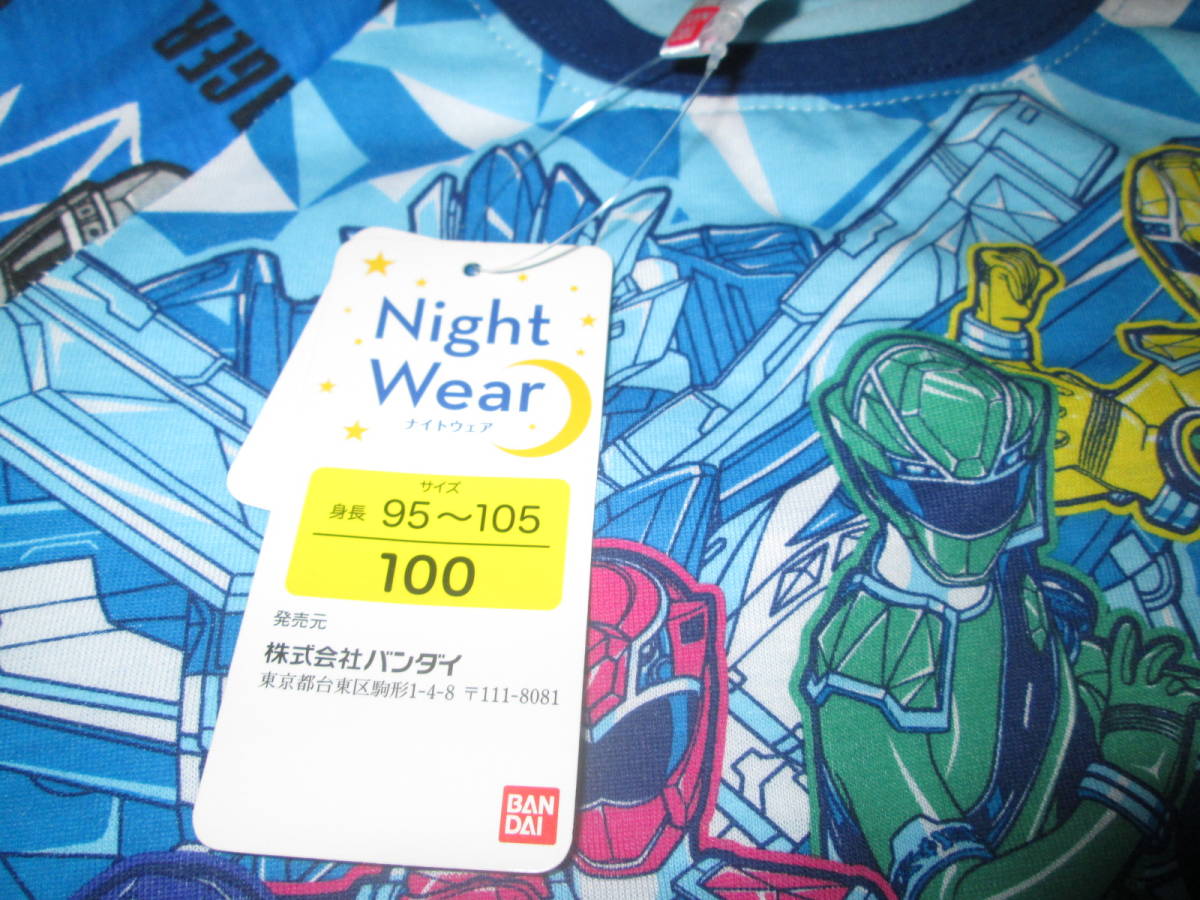 Night
Wear
ナイトウェア
サイズ
身長 95～105
100
発売元
株式会社バンダイ
東京都台東区駒形1-4-8 〒111-8081
BAN
DAI